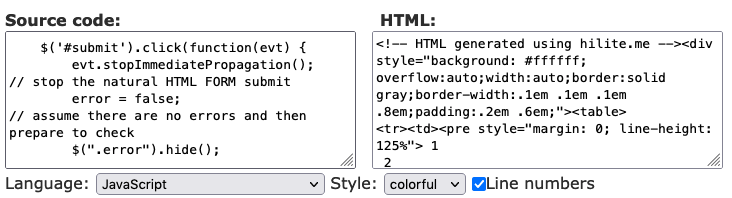 Source code:
$('#submit').click(function(evt) {
evt.stopImmediatePropagation();
// stop the natural HTML FORM submit
error = false;
// assume there are no errors and then
prepare to check
$(".error").hide();
HTML:
<!-- HTML generated using hilite.me --><div
style="background: #ffffff;
overflow:auto;width:auto;border:solid
gray;border-width:.1em .1em .1em
.8em;padding:.2em .6em;"><table>
<tr><td><pre style="margin: 0; line-height:
125%"> 1
2
Language: JavaScript Style: colorful Line numbers